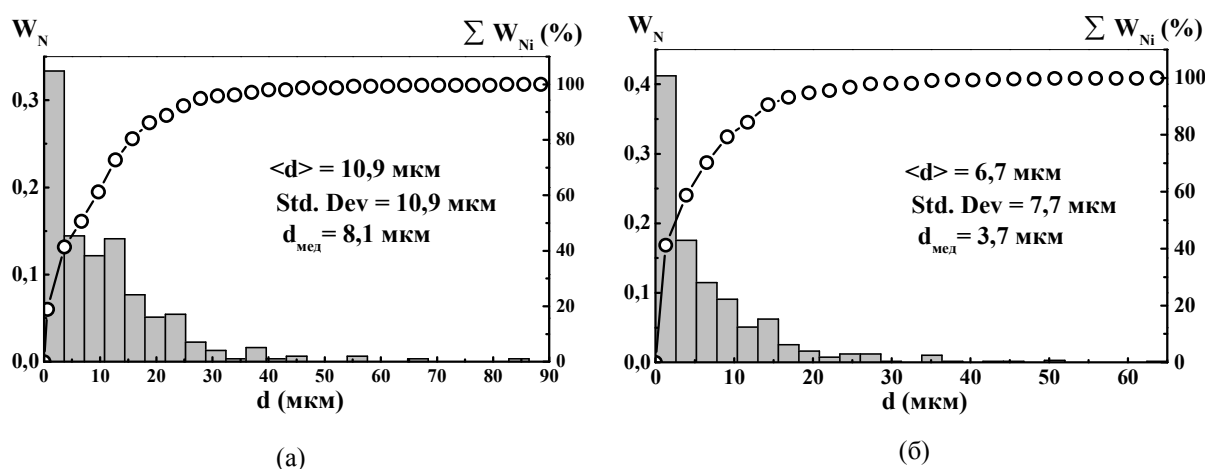 W_N
∑ W_Ni (%)
0,3
0,2
0,1
0,0
100
80
60
40
20
0
<d> = 10,9 мкм
Std. Dev = 10,9 мкм
d_мед = 8,1 мкм
0 10 20 30 40 50 60 70 80 90
d (мкм)
(а)
W_N
∑ W_Ni (%)
0,4
0,3
0,2
0,1
0,0
100
80
60
40
20
0
<d> = 6,7 мкм
Std. Dev = 7,7 мкм
d_мед = 3,7 мкм
0 10 20 30 40 50 60
d (мкм)
(б)